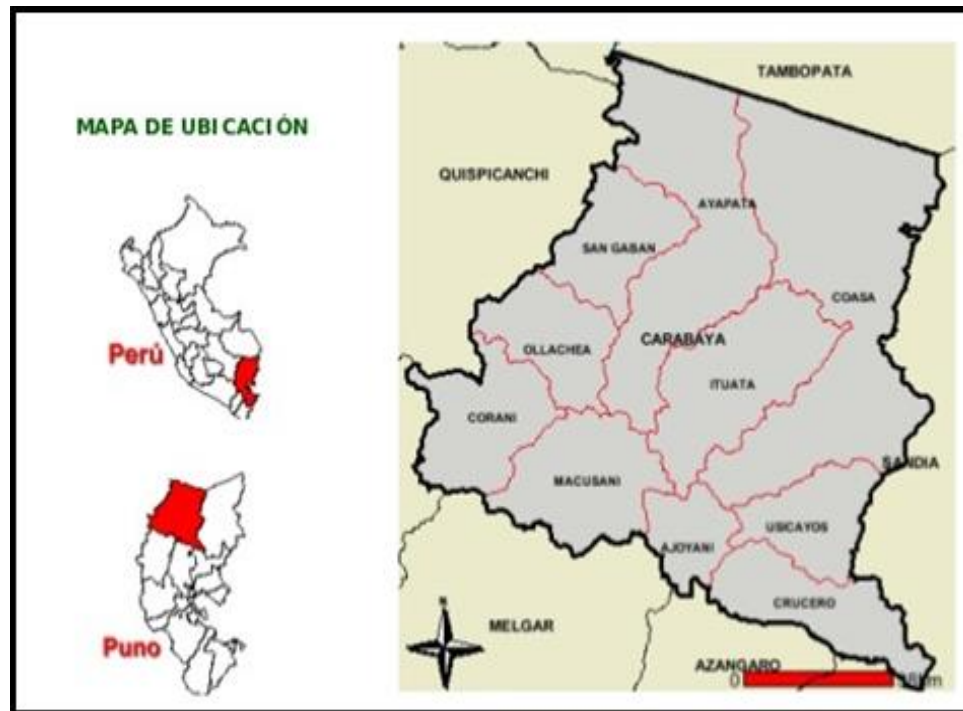 MAPA DE UBICACIÓN
Perú
Puno
TAMBOPATA
QUISPICANCHI
AYAPATA
SAN GABAN
COASA
OLLACHEA
CARABAYA
ITUATA
CORANI
MACUSANI
SANDIA
USICAYOS
AJOYANI
CRUCERO
N
MELGAR
AZANGARO
0